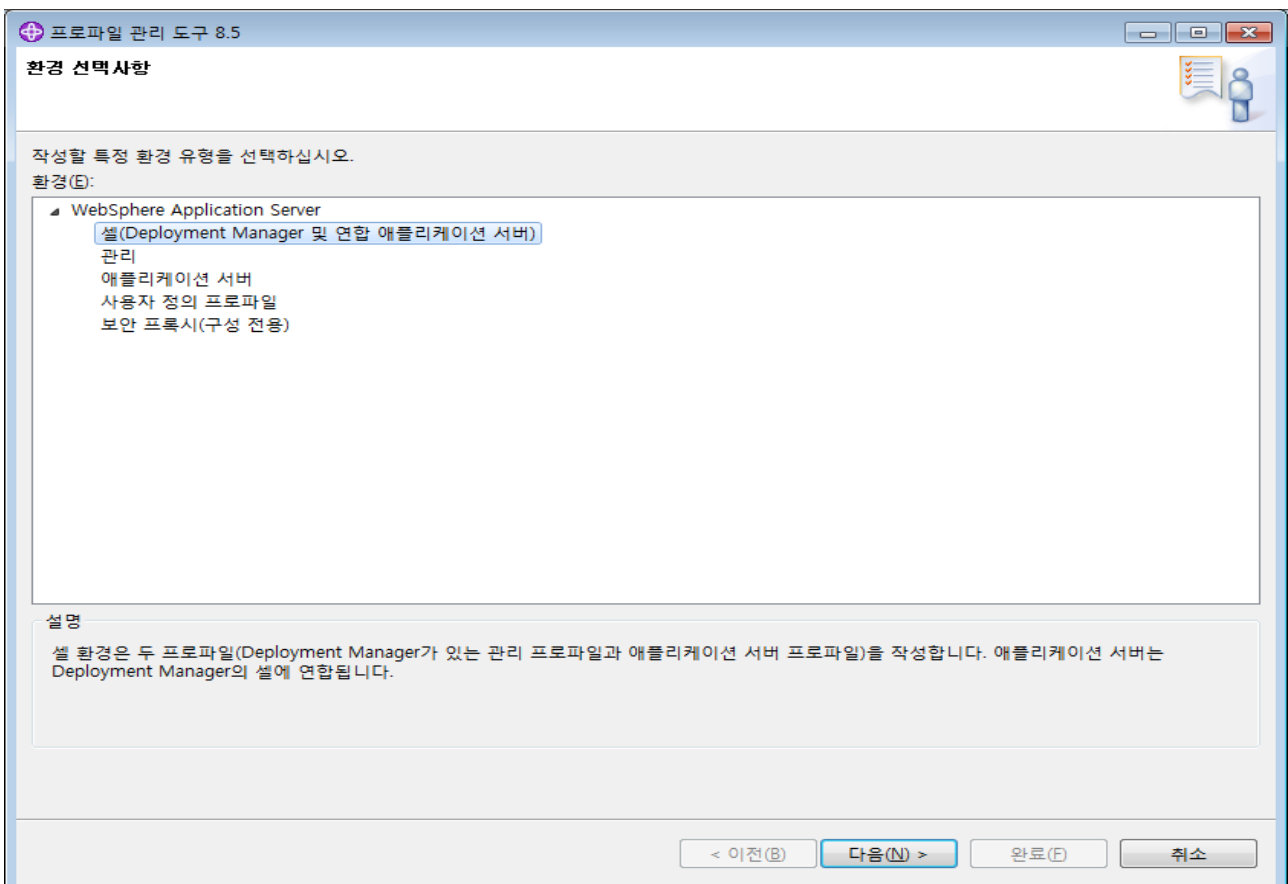 프로파일 관리 도구 8.5
환경 선택사항
작성할 특정 환경 유형을 선택하십시오.
환경(E):
WebSphere Application Server
셀(Deployment Manager 및 연합 애플리케이션 서버)
관리
애플리케이션 서버
사용자 정의 프로파일
보안 프록시(구성 전용)
설명
셀 환경은 두 프로파일(Deployment Manager가 있는 관리 프로파일과 애플리케이션 서버 프로파일)을 작성합니다. 애플리케이션 서버는
Deployment Manager의 셀에 연합됩니다.
< 이전(B) 다음(N) > 완료(F) 취소